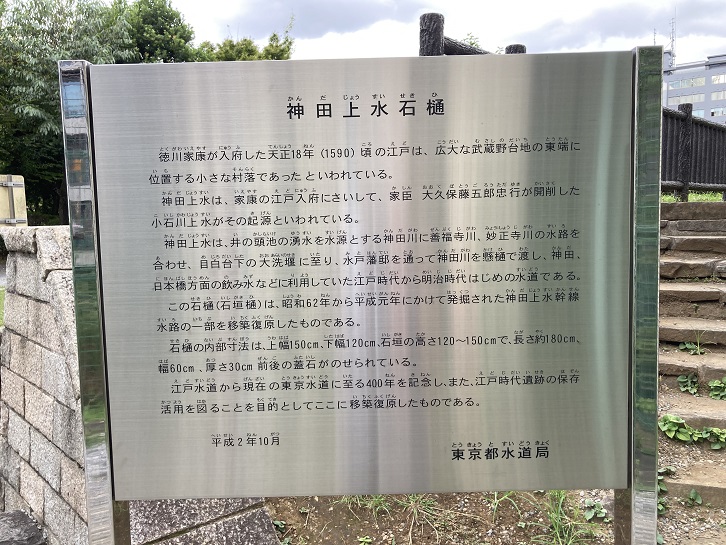 神田上水石樋
徳川家康が入府した天正18年(1590)頃の江戸は、広大な武蔵野台地の東端に
位置する小さな村落であったといわれている。
神田上水は、家康の江戸入府にさいして、家臣 大久保藤五郎忠行が開削した
小石川上水がその起源といわれている。
神田上水は、井の頭池の湧水を水源とする神田川に善福寺川、妙正寺川の水路を
合わせ、目白台下の大洗堰に至り、水戸藩邸を通って神田川を懸樋で渡し、神田、
日本橋方面の飲み水などに利用していた江戸時代から明治時代はじめの水道である。
この石樋(石垣樋)は、昭和62年から平成元年にかけて発掘された神田上水幹線
水路の一部を移築復原したものである。
石樋の内部寸法は、上幅150cm、下幅120cm、石垣の高さ120~150cmで、長さ約180cm、
幅60cm、厚さ30cm前後の蓋石がのせられている。
江戸水道から現在の東京水道に至る400年を記念し、また、江戸時代遺跡の保存
活用を図ることを目的としてここに移築復原したものである。
平成2年10月
東京都水道局